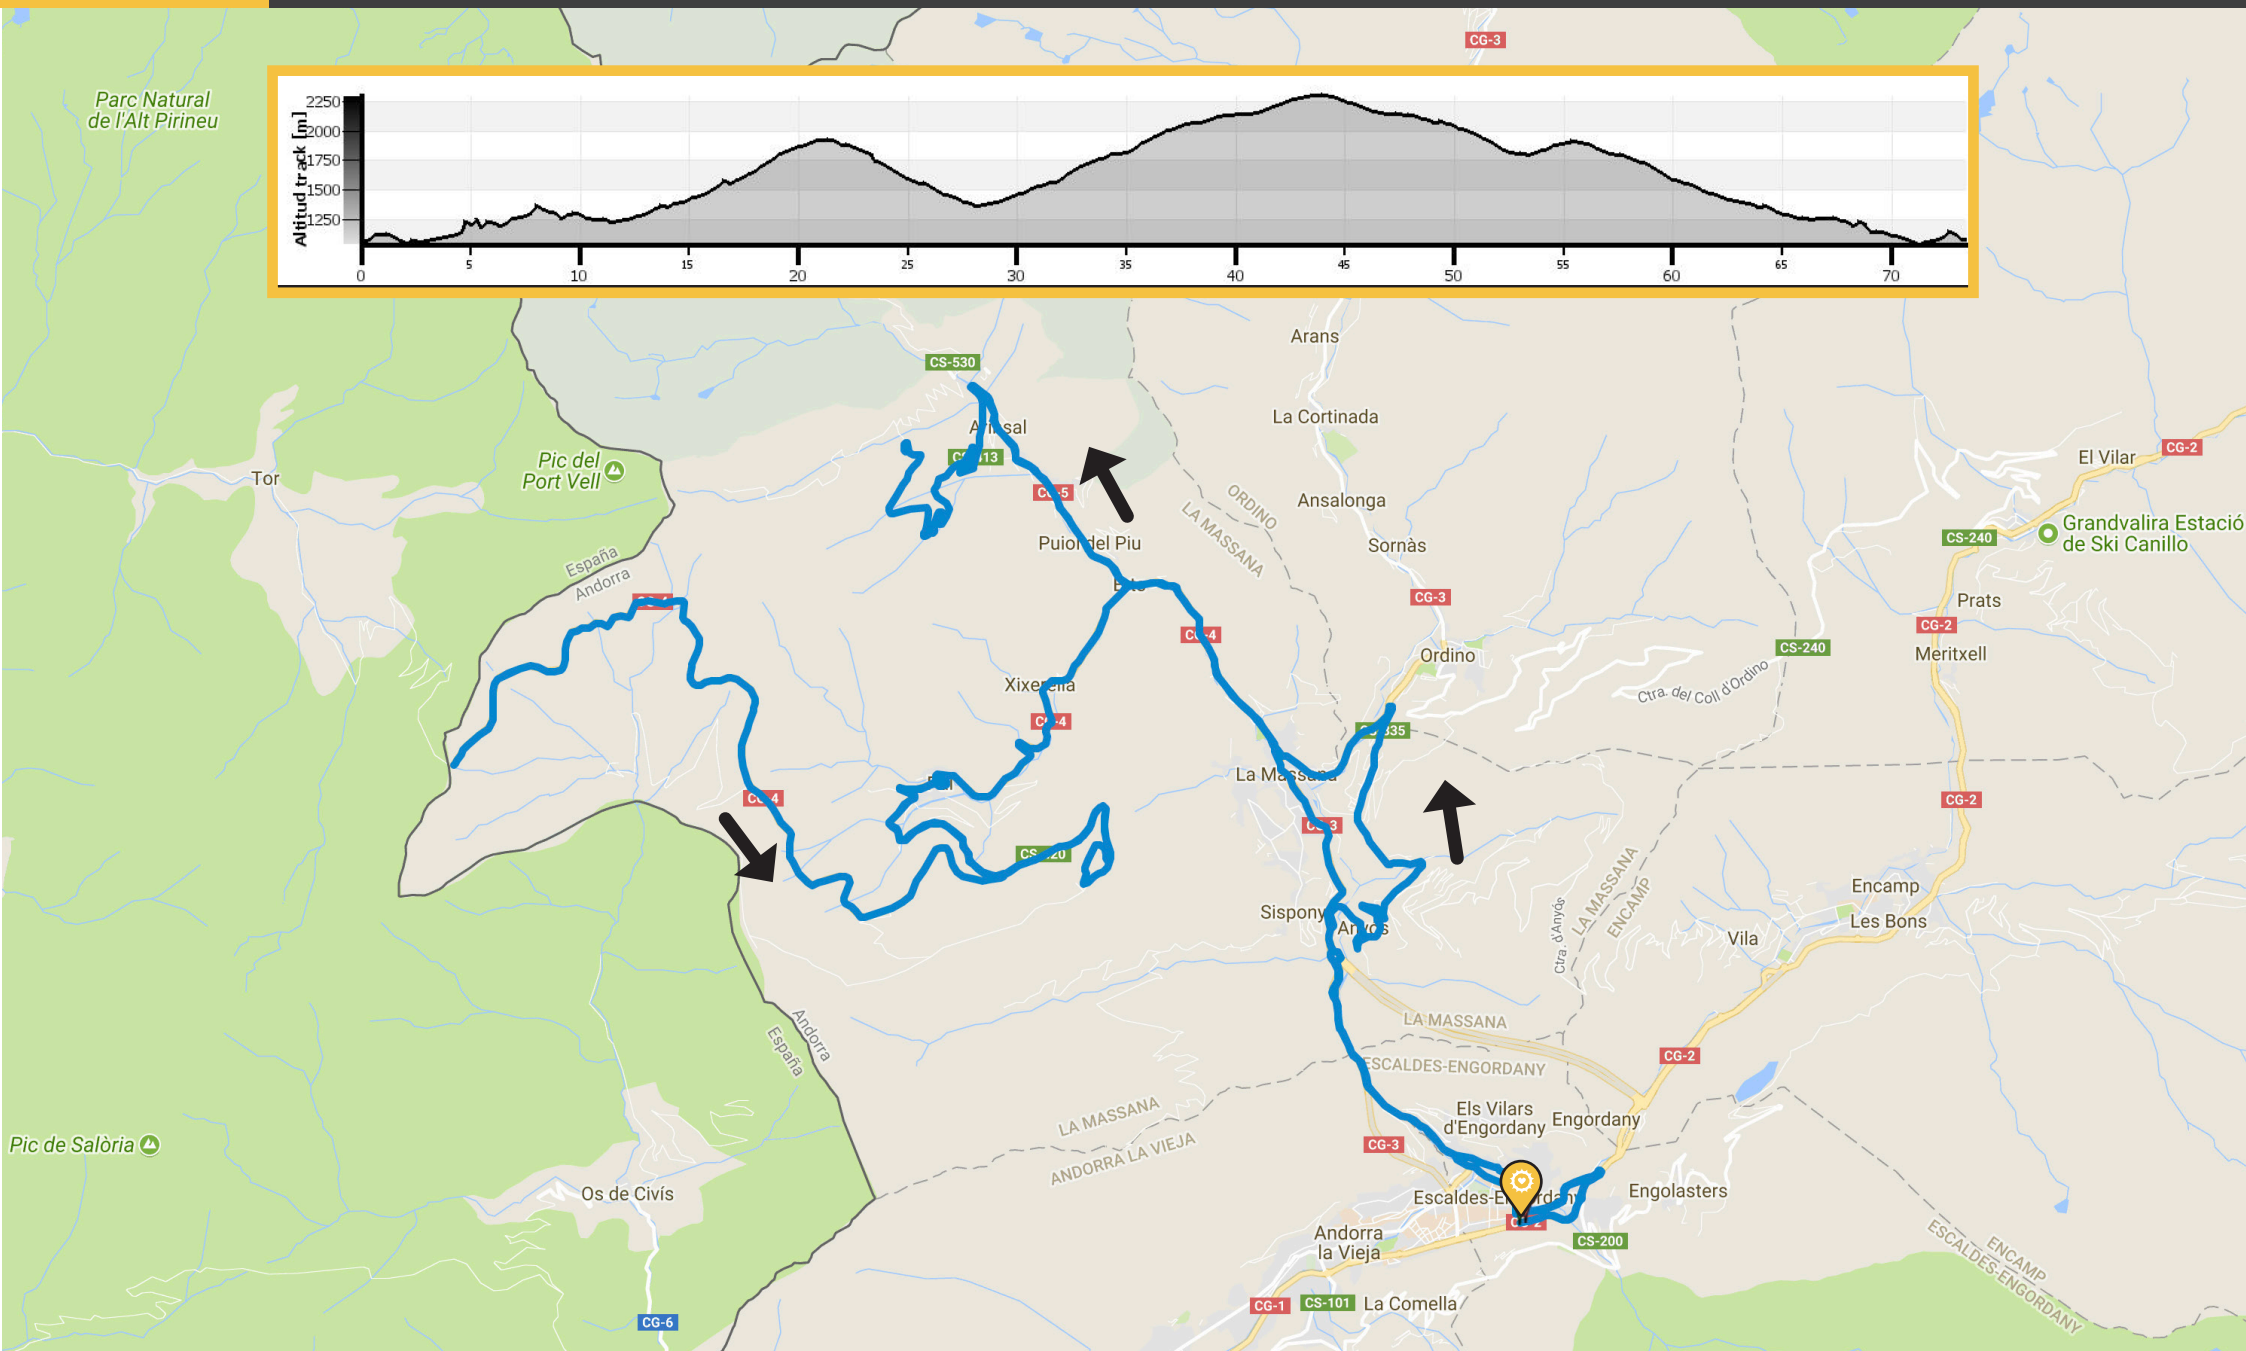 CG-3
Parc Natural
de l'Alt Pirineu
Altitud track [m]
2250
2000
1750
1500
1250
0
5
10
15
20
25
30
35
40
45
50
55
60
65
70
Arans
CS-530
La Cortinada
Arinsal
CG-2
El Vilar
Pic del
Port Vell
Tor
ORDINO
LA MASSANA
CG-5
Ansalonga
Grandvalira Estació
de Ski Canillo
CS-240
Puiol del Piu
Sornàs
España
Andorra
CG-3
Prats
CG-4
CG-2
CS-240
Meritxell
Ordino
Xixerella
Ctra. del Coll d'Ordino
CG-4
La Massana
CG-4
CG-2
CG-3
LA MASSANA
ENCAMP
Encamp
Les Bons
Sispony
Anyós
Ctra. d'Anyós
Vila
Andorra
España
LA MASSANA
CG-2
ESCALDES-ENGORDANY
Els Vilars
d'Engordany
Engordany
LA MASSANA
ANDORRA LA VIEJA
CG-3
Pic de Salòria
Os de Civís
Escaldes-Engordany
Engolasters
CG-2
CS-200
Andorra
la Vieja
ENCAMP
ESCALDES-ENGORDANY
CG-1
CS-101
La Comella
CG-6